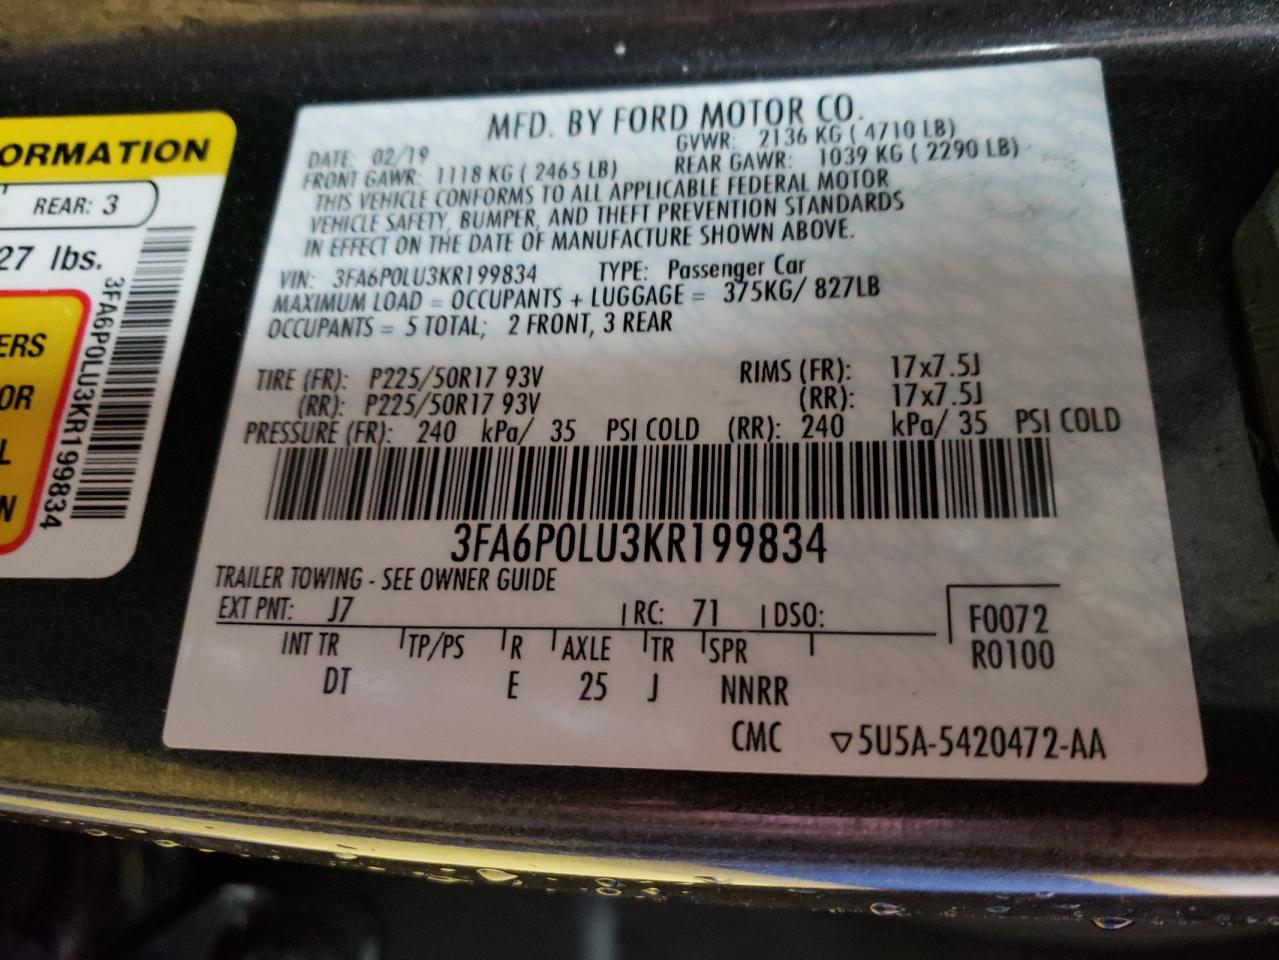 ORMATION
REAR: 3
27 lbs.
3FA6P0LU3KR199834
ERS
OR
L
N
MFD. BY FORD MOTOR CO.
DATE: 02/19 GVWR: 2136 KG ( 4710 LB)
FRONT GAWR: 1118 KG ( 2465 LB) REAR GAWR: 1039 KG ( 2290 LB)
THIS VEHICLE CONFORMS TO ALL APPLICABLE FEDERAL MOTOR
VEHICLE SAFETY, BUMPER, AND THEFT PREVENTION STANDARDS
IN EFFECT ON THE DATE OF MANUFACTURE SHOWN ABOVE.
VIN: 3FA6P0LU3KR199834 TYPE: Passenger Car
MAXIMUM LOAD = OCCUPANTS + LUGGAGE = 375KG/ 827LB
OCCUPANTS = 5 TOTAL; 2 FRONT, 3 REAR
TIRE (FR): P225/50R17 93V RIMS (FR): 17x7.5J
(RR): P225/50R17 93V (RR): 17x7.5J
PRESSURE (FR): 240 kPa/ 35 PSI COLD (RR): 240 kPa/ 35 PSI COLD
3FA6P0LU3KR199834
TRAILER TOWING - SEE OWNER GUIDE
EXT PNT: J7 RC: 71 DSO: F0072
INT TR TP/PS R AXLE TR SPR R0100
DT E 25 J NNRR
CMC ▽5U5A-5420472-AA